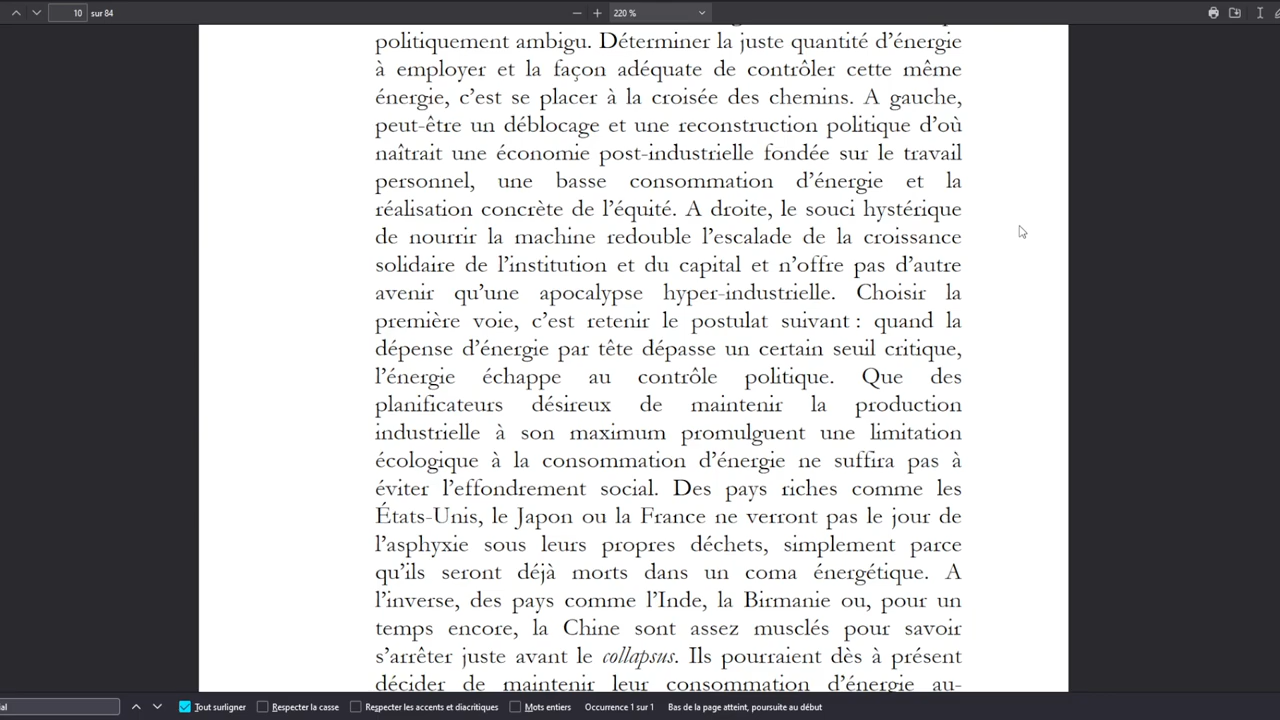 10 sur 84
220 %
politiquement ambigu. Déterminer la juste quantité d’énergie
à employer et la façon adéquate de contrôler cette même
énergie, c’est se placer à la croisée des chemins. A gauche,
peut-être un déblocage et une reconstruction politique d’où
naîtrait une économie post-industrielle fondée sur le travail
personnel, une basse consommation d’énergie et la
réalisation concrète de l’équité. A droite, le souci hystérique
de nourrir la machine redouble l’escalade de la croissance
solidaire de l’institution et du capital et n’offre pas d’autre
avenir qu’une apocalypse hyper-industrielle. Choisir la
première voie, c’est retenir le postulat suivant : quand la
dépense d’énergie par tête dépasse un certain seuil critique,
l’énergie échappe au contrôle politique. Que des
planificateurs désireux de maintenir la production
industrielle à son maximum promulguent une limitation
écologique à la consommation d’énergie ne suffira pas à
éviter l’effondrement social. Des pays riches comme les
États-Unis, le Japon ou la France ne verront pas le jour de
l’asphyxie sous leurs propres déchets, simplement parce
qu’ils seront déjà morts dans un coma énergétique. A
l’inverse, des pays comme l’Inde, la Birmanie ou, pour un
temps encore, la Chine sont assez musclés pour savoir
s’arrêter juste avant le collapsus. Ils pourraient dès à présent
décider de maintenir leur consommation d’énergie au-
ial Tout surligner Respecter la casse Respecter les accents et diacritiques Mots entiers Occurrence 1 sur 1 Bas de la page atteint, poursuite au début